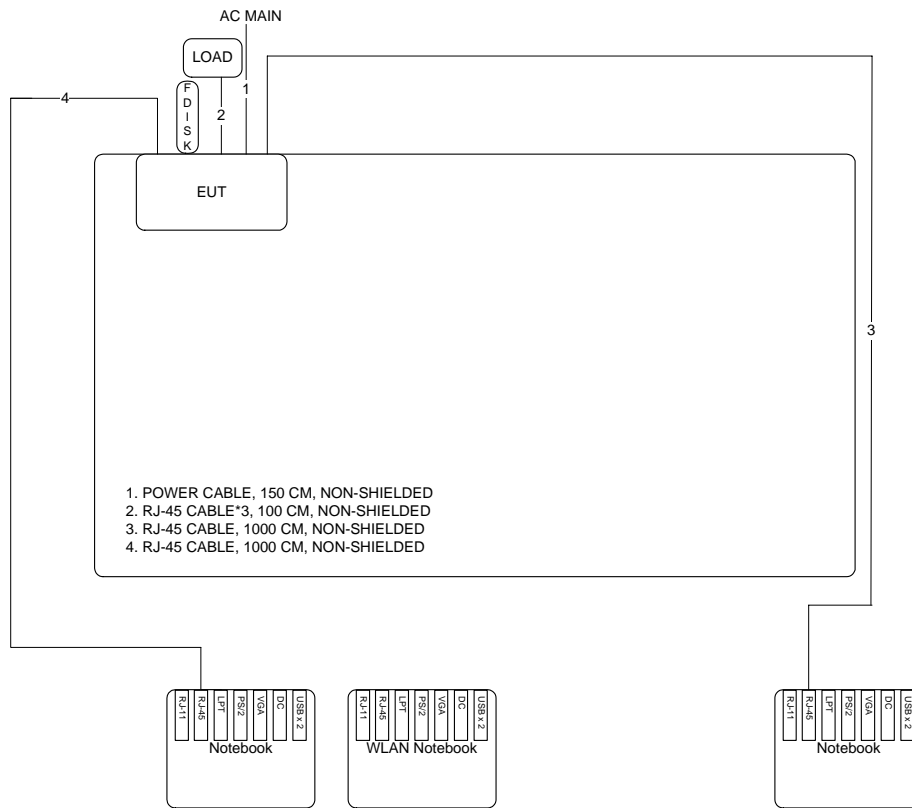 AC MAIN
LOAD
FDISK
1
4
2
EUT
3
1. POWER CABLE, 150 CM, NON-SHIELDED
2. RJ-45 CABLE*3, 100 CM, NON-SHIELDED
3. RJ-45 CABLE, 1000 CM, NON-SHIELDED
4. RJ-45 CABLE, 1000 CM, NON-SHIELDED
RJ-11
RJ-45
LPT
PS/2
VGA
DC
USB x 2
Notebook
RJ-11
RJ-45
LPT
PS/2
VGA
DC
USB x 2
WLAN Notebook
RJ-11
RJ-45
LPT
PS/2
VGA
DC
USB x 2
Notebook